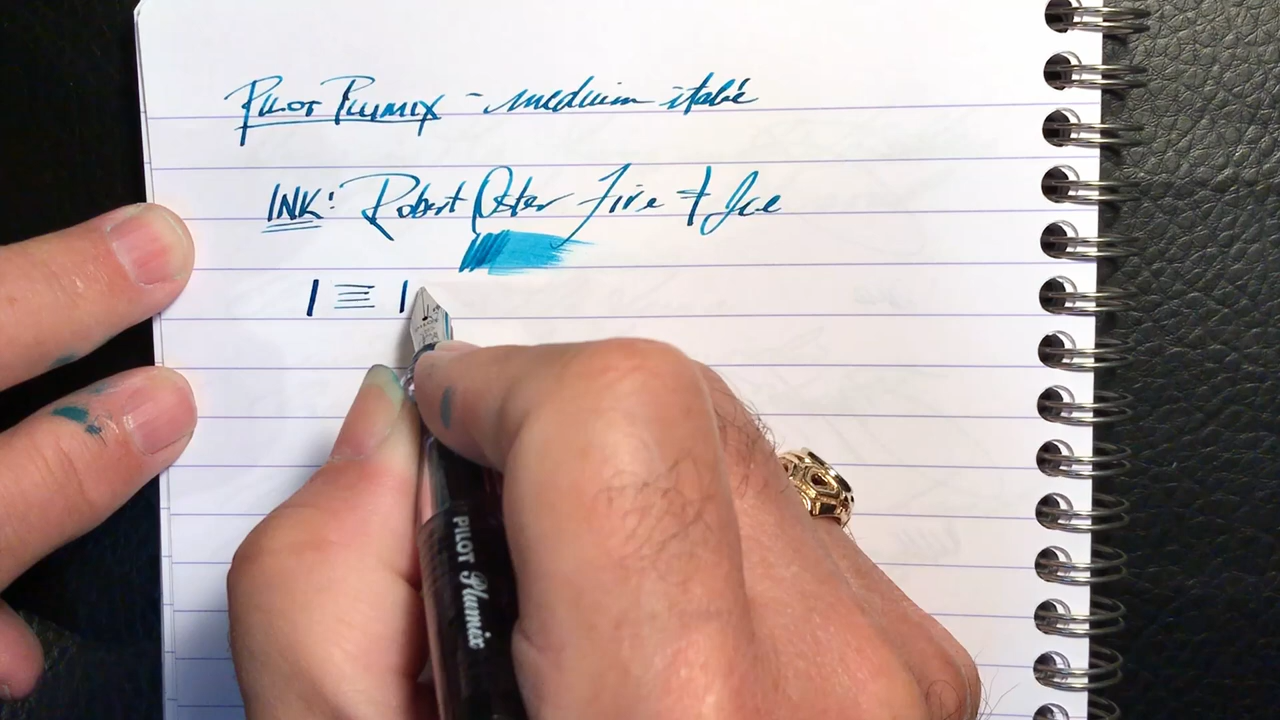 Pilot Plumix - medium italic
INK: Robert Oster Fire & Ice
PILOT Plumix